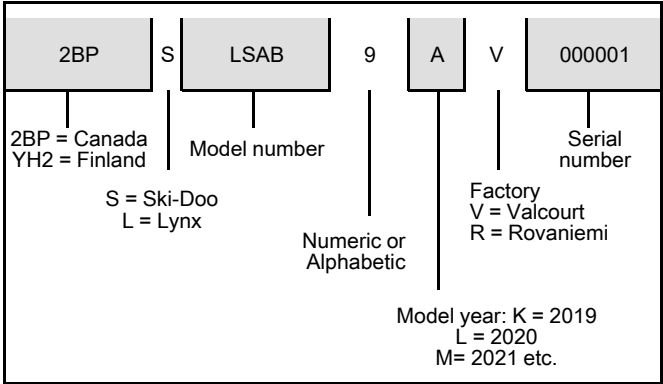 2BP S LSAB 9 A V 000001
2BP = Canada
YH2 = Finland
Model number
Serial
number
S = Ski-Doo
L = Lynx
Factory
V = Valcourt
R = Rovaniemi
Numeric or
Alphabetic
Model year: K = 2019
L = 2020
M= 2021 etc.